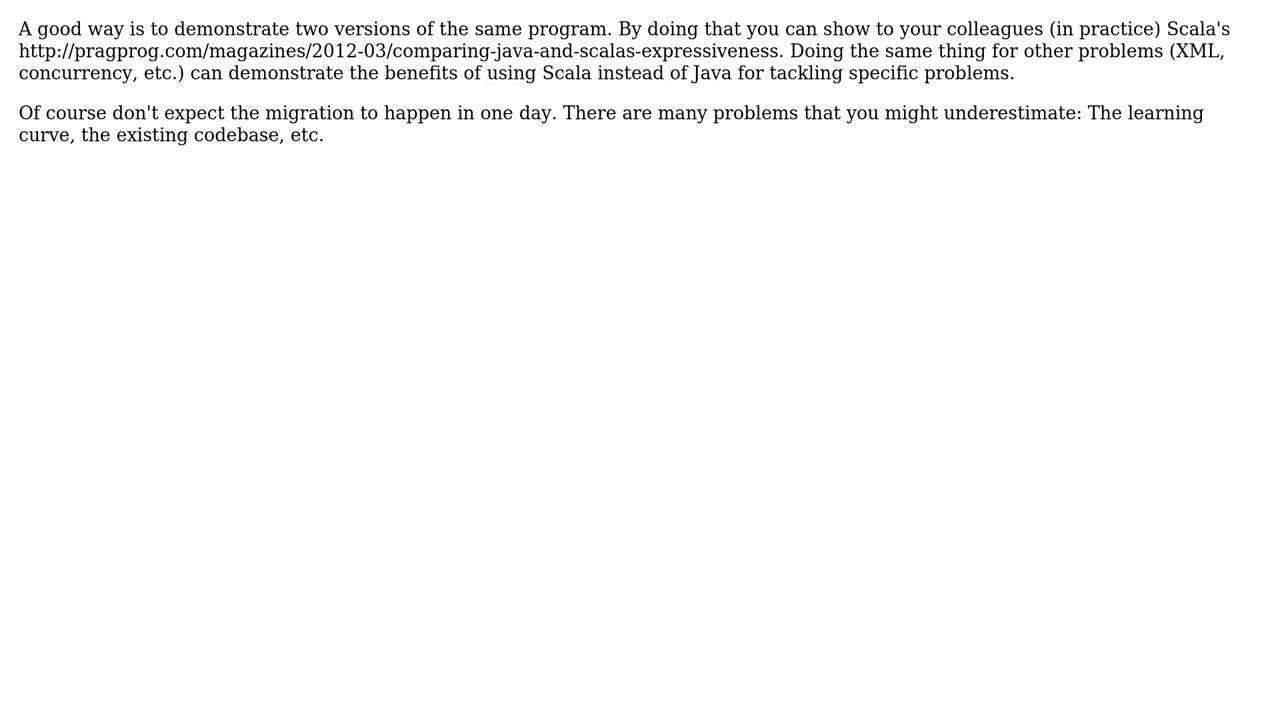 A good way is to demonstrate two versions of the same program. By doing that you can show to your colleagues (in practice) Scala's
http://pragprog.com/magazines/2012-03/comparing-java-and-scalas-expressiveness. Doing the same thing for other problems (XML,
concurrency, etc.) can demonstrate the benefits of using Scala instead of Java for tackling specific problems.
Of course don't expect the migration to happen in one day. There are many problems that you might underestimate: The learning
curve, the existing codebase, etc.